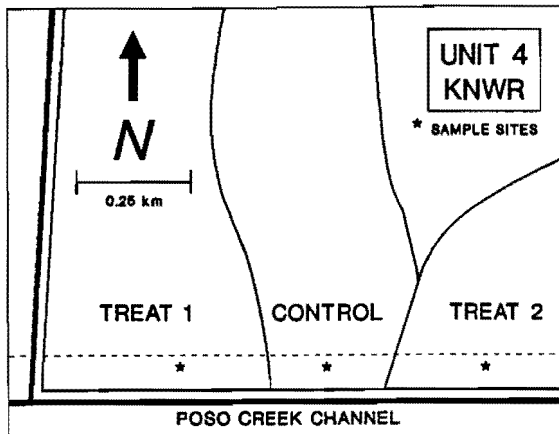 UNIT 4
KNWR
* SAMPLE SITES
N
0.25 km
TREAT 1
CONTROL
TREAT 2
* * *
POSO CREEK CHANNEL